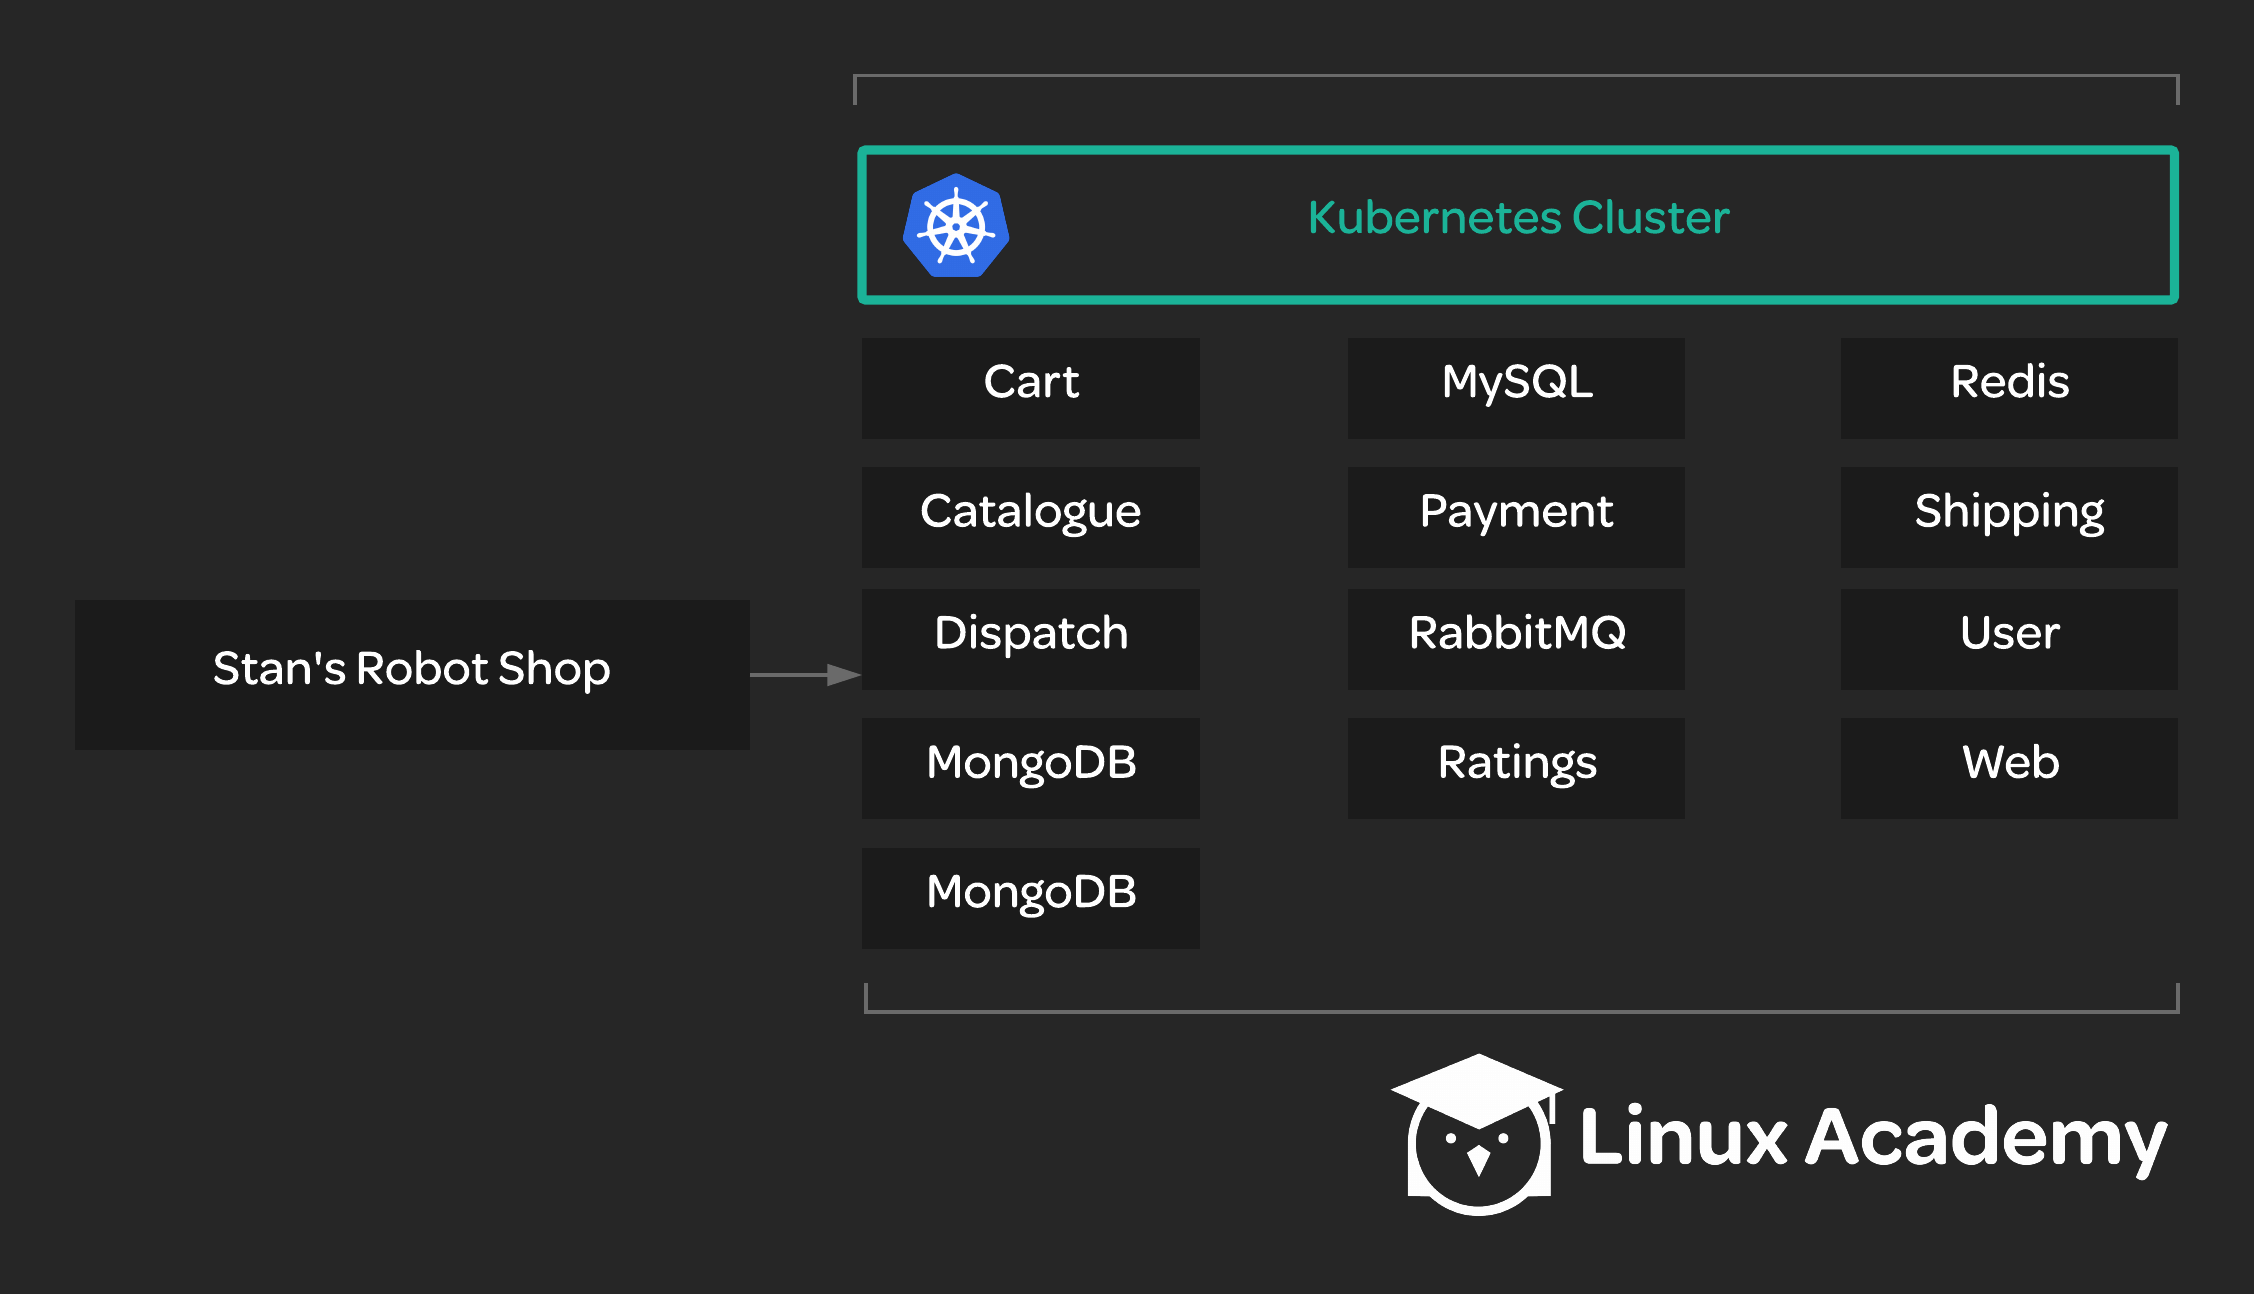 Kubernetes Cluster
Cart
MySQL
Redis
Catalogue
Payment
Shipping
Stan's Robot Shop
Dispatch
RabbitMQ
User
MongoDB
Ratings
Web
MongoDB
Linux Academy